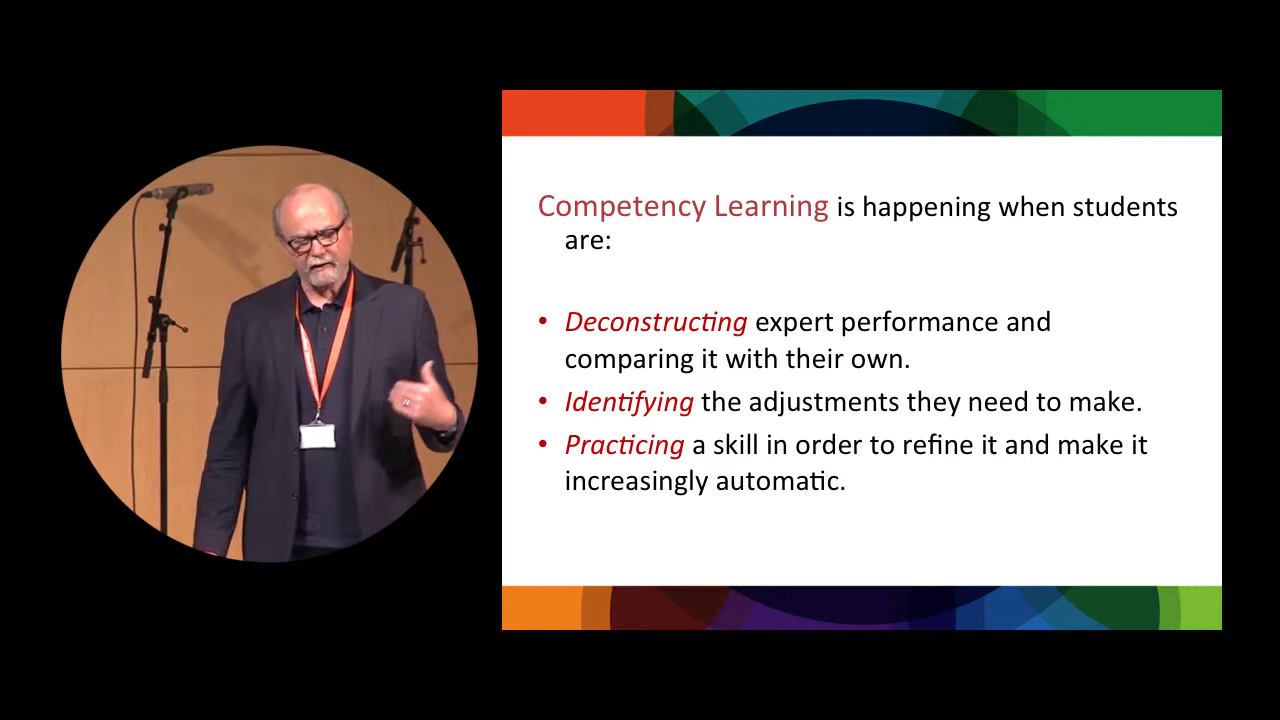 Competency Learning is happening when students
are:
• Deconstructing expert performance and
comparing it with their own.
• Identifying the adjustments they need to make.
• Practicing a skill in order to refine it and make it
increasingly automatic.